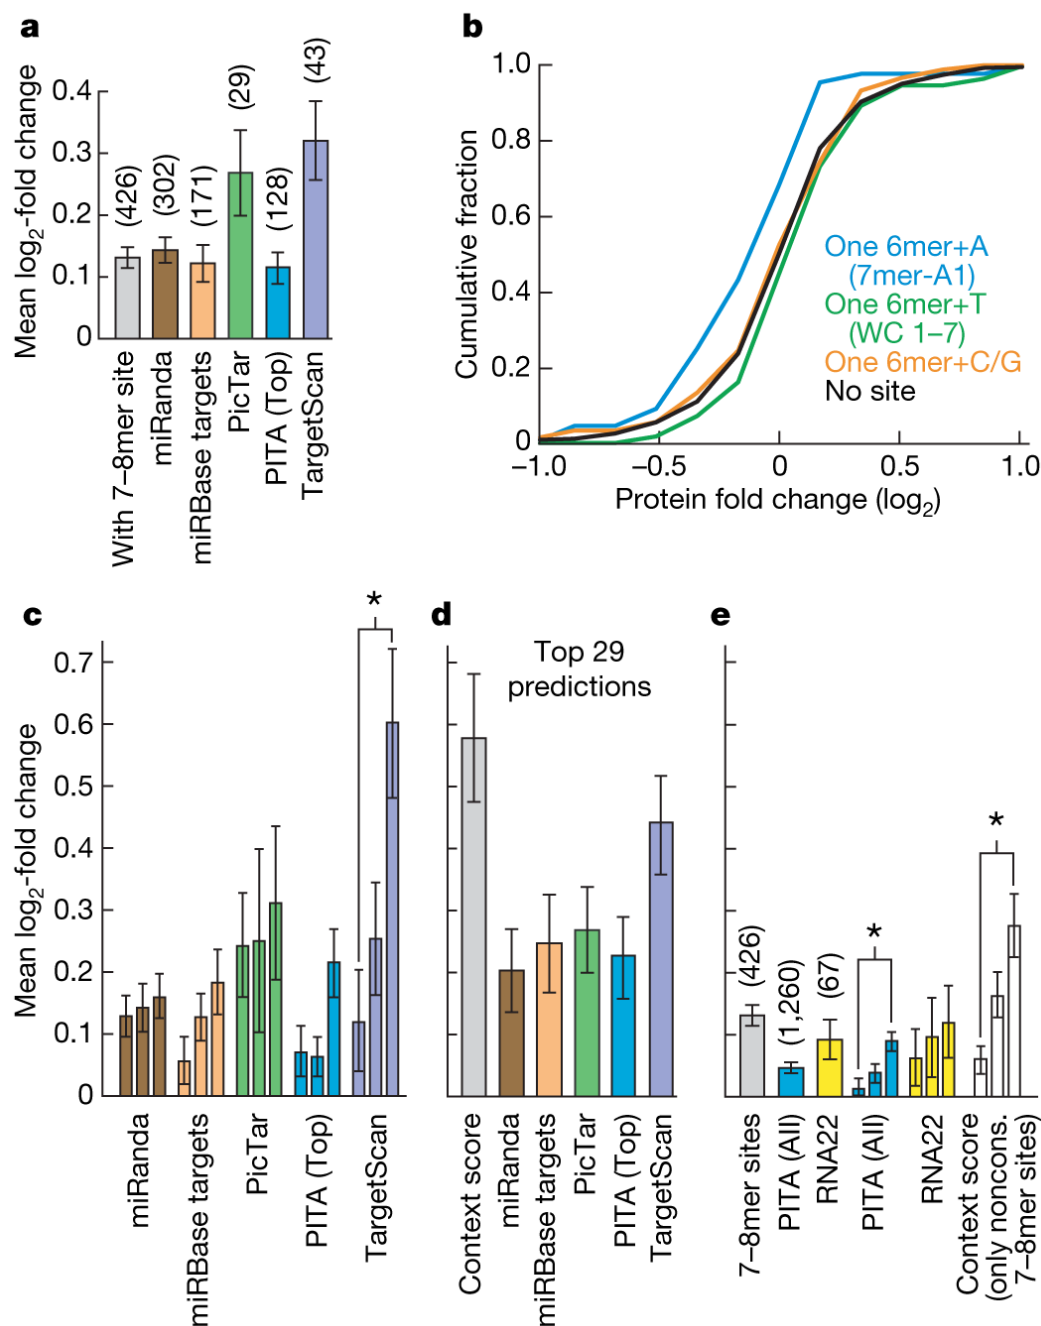 a
Mean log2-fold change
0.4
0.3
0.2
0.1
0
(426)
(302)
(171)
(29)
(128)
(43)
With 7–8mer site
miRanda
miRBase targets
PicTar
PITA (Top)
TargetScan
b
Cumulative fraction
1.0
0.8
0.6
0.4
0.2
0
One 6mer+A
(7mer-A1)
One 6mer+T
(WC 1–7)
One 6mer+C/G
No site
−1.0
−0.5
0
0.5
1.0
Protein fold change (log2)
c
Mean log2-fold change
0.7
0.6
0.5
0.4
0.3
0.2
0.1
0
*
miRanda
miRBase targets
PicTar
PITA (Top)
TargetScan
d
Top 29
predictions
Context score
miRanda
miRBase targets
PicTar
PITA (Top)
TargetScan
e
(426)
(1,260)
(67)
*
*
7–8mer sites
PITA (All)
RNA22
PITA (All)
RNA22
Context score
(only noncons.
7–8mer sites)